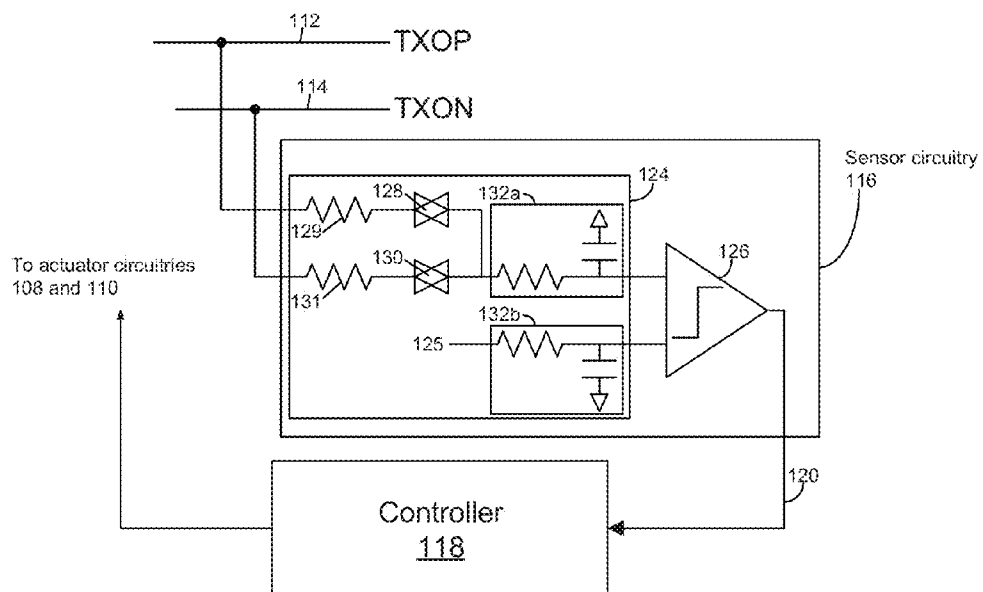 112
TXOP
114
TXON
Sensor circuitry
116
124
128
132a
129
126
130
To actuator circuitries
108 and 110
131
132b
125
120
Controller
118